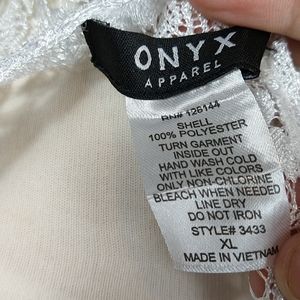 ONYX
APPAREL
RN# 126144
SHELL
100% POLYESTER
TURN GARMENT
INSIDE OUT
HAND WASH COLD
WITH LIKE COLORS
ONLY NON-CHLORINE
BLEACH WHEN NEEDED
LINE DRY
DO NOT IRON
STYLE# 3433
XL
MADE IN VIETNAM